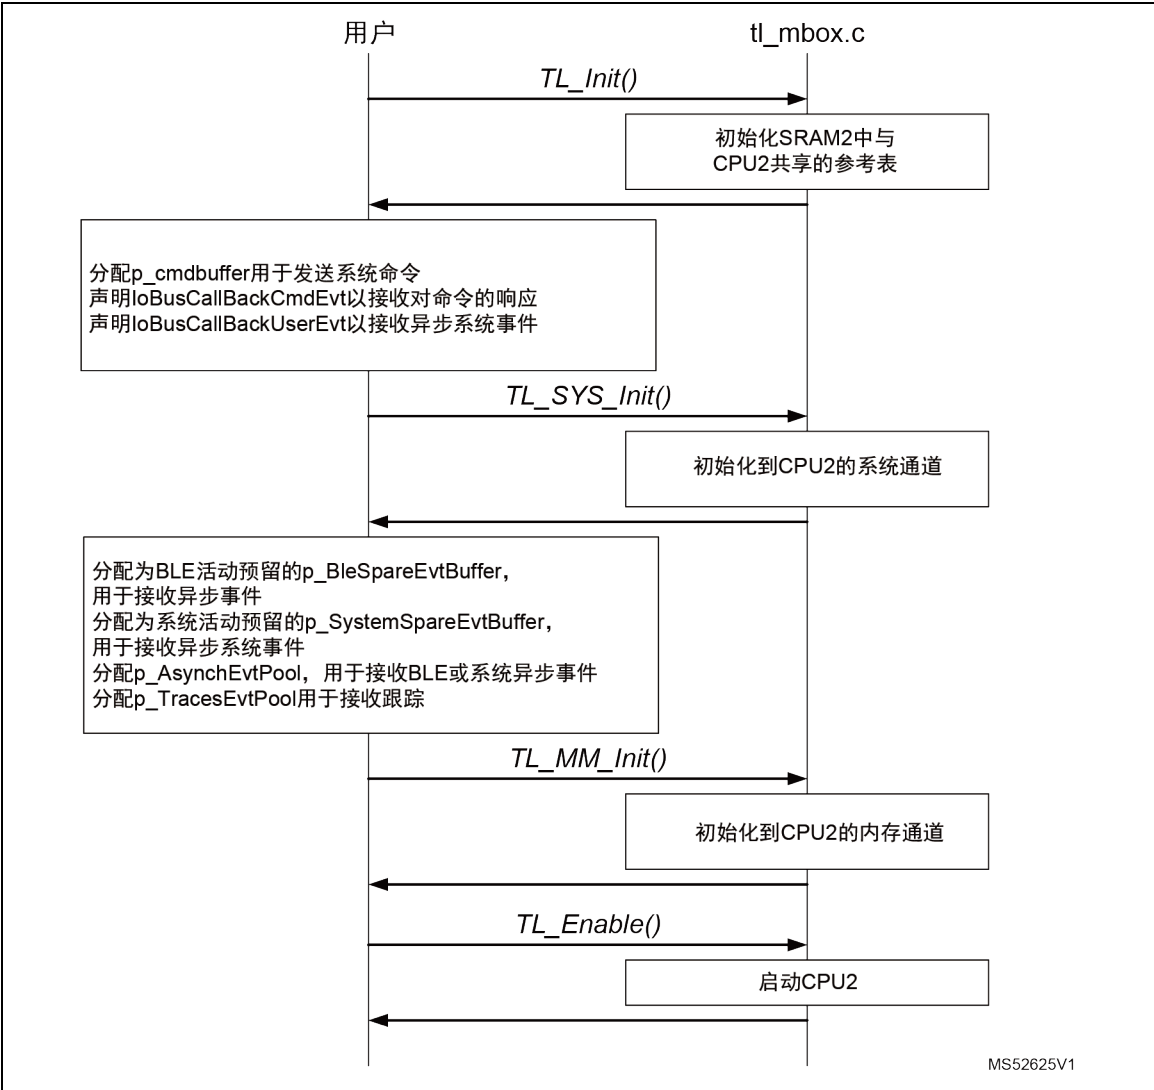 用户
tl_mbox.c
TL_Init()
初始化SRAM2中与
CPU2共享的参考表
分配p_cmdbuffer用于发送系统命令
声明IoBusCallBackCmdEvt以接收对命令的响应
声明IoBusCallBackUserEvt以接收异步系统事件
TL_SYS_Init()
初始化到CPU2的系统通道
分配为BLE活动预留的p_BleSpareEvtBuffer，
用于接收异步事件
分配为系统活动预留的p_SystemSpareEvtBuffer，
用于接收异步系统事件
分配p_AsynchEvtPool，用于接收BLE或系统异步事件
分配p_TracesEvtPool用于接收跟踪
TL_MM_Init()
初始化到CPU2的内存通道
TL_Enable()
启动CPU2
MS52625V1